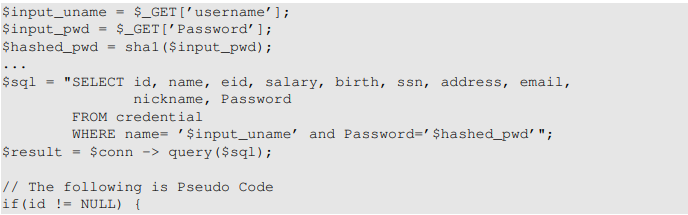 $input_uname = $_GET[’username’];
$input_pwd = $_GET[’Password’];
$hashed_pwd = sha1($input_pwd);
...
$sql = "SELECT id, name, eid, salary, birth, ssn, address, email,
nickname, Password
FROM credential
WHERE name= ’$input_uname’ and Password=’$hashed_pwd’";
$result = $conn -> query($sql);
// The following is Pseudo Code
if(id != NULL) {